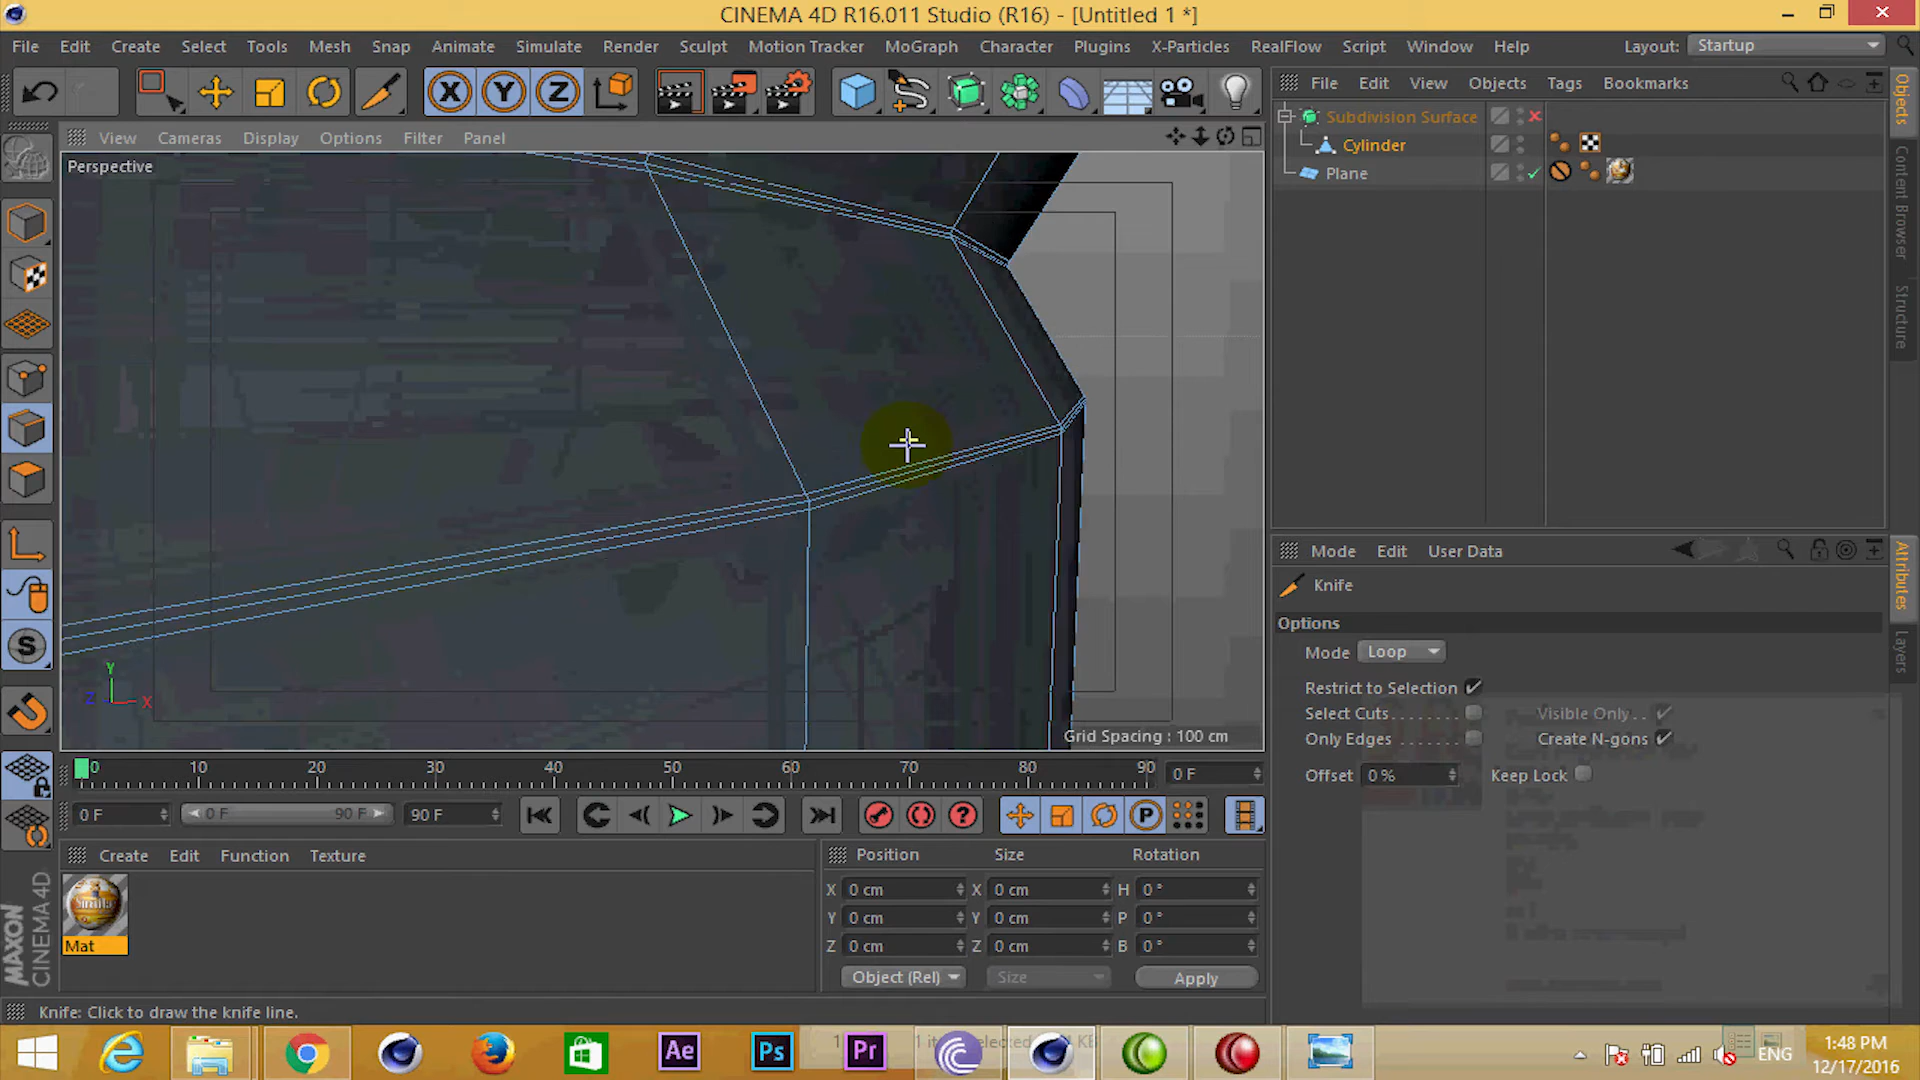 CINEMA 4D R16.011 Studio (R16) - [Untitled 1 *]
File Edit Create Select Tools Mesh Snap Animate Simulate Render Sculpt Motion Tracker MoGraph Character Plugins X-Particles RealFlow Script Window Help Layout: Startup
X Y Z
File Edit View Objects Tags Bookmarks
View Cameras Display Options Filter Panel
Perspective
Subdivision Surface
Cylinder
Plane
Objects
Content Browser
Structure
Mode Edit User Data
Knife
Options
Mode Loop
Restrict to Selection
Select Cuts Visible Only
Only Edges Create N-gons
Offset 0 % Keep Lock
Attributes
Layers
S
Y
Z X
Grid Spacing : 100 cm
0 10 20 30 40 50 60 70 80 90 0 F
0 F 0 F 90 F 90 F
P
Create Edit Function Texture
Mat
MAXON
CINEMA 4D
Position Size Rotation
X 0 cm X 0 cm H 0 °
Y 0 cm Y 0 cm P 0 °
Z 0 cm Z 0 cm B 0 °
Object (Rel) Size Apply
Knife: Click to draw the knife line.
Ae Ps Pr
ENG
1:48 PM
12/17/2016